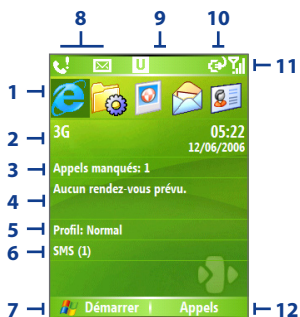 8 9 10
U
11
1
2 3G 05:22
12/06/2006
3 Appels manqués: 1
4 Aucun rendez-vous prévu.
5 Profil: Normal
6 SMS (1)
7 Démarrer Appels 12